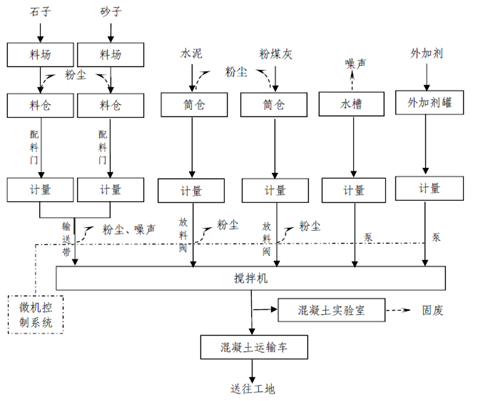 石子
砂子
料场
料场
水泥
粉煤灰
噪声
外加剂
粉尘
粉尘
料仓
料仓
筒仓
筒仓
水槽
外加剂罐
配料门
配料门
计量
计量
计量
计量
计量
计量
输送带
粉尘、噪声
放料阀
粉尘
放料阀
粉尘
泵
泵
搅拌机
微机控
制系统
混凝土实验室
固废
混凝土运输车
送往工地